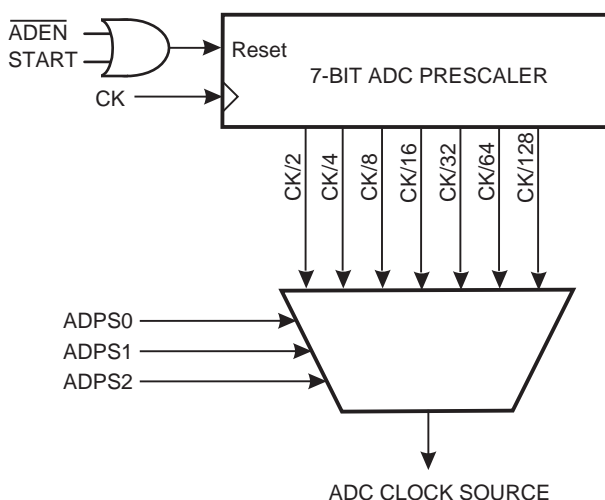 ADEN
START
Reset
7-BIT ADC PRESCALER
CK
CK/2
CK/4
CK/8
CK/16
CK/32
CK/64
CK/128
ADPS0
ADPS1
ADPS2
ADC CLOCK SOURCE